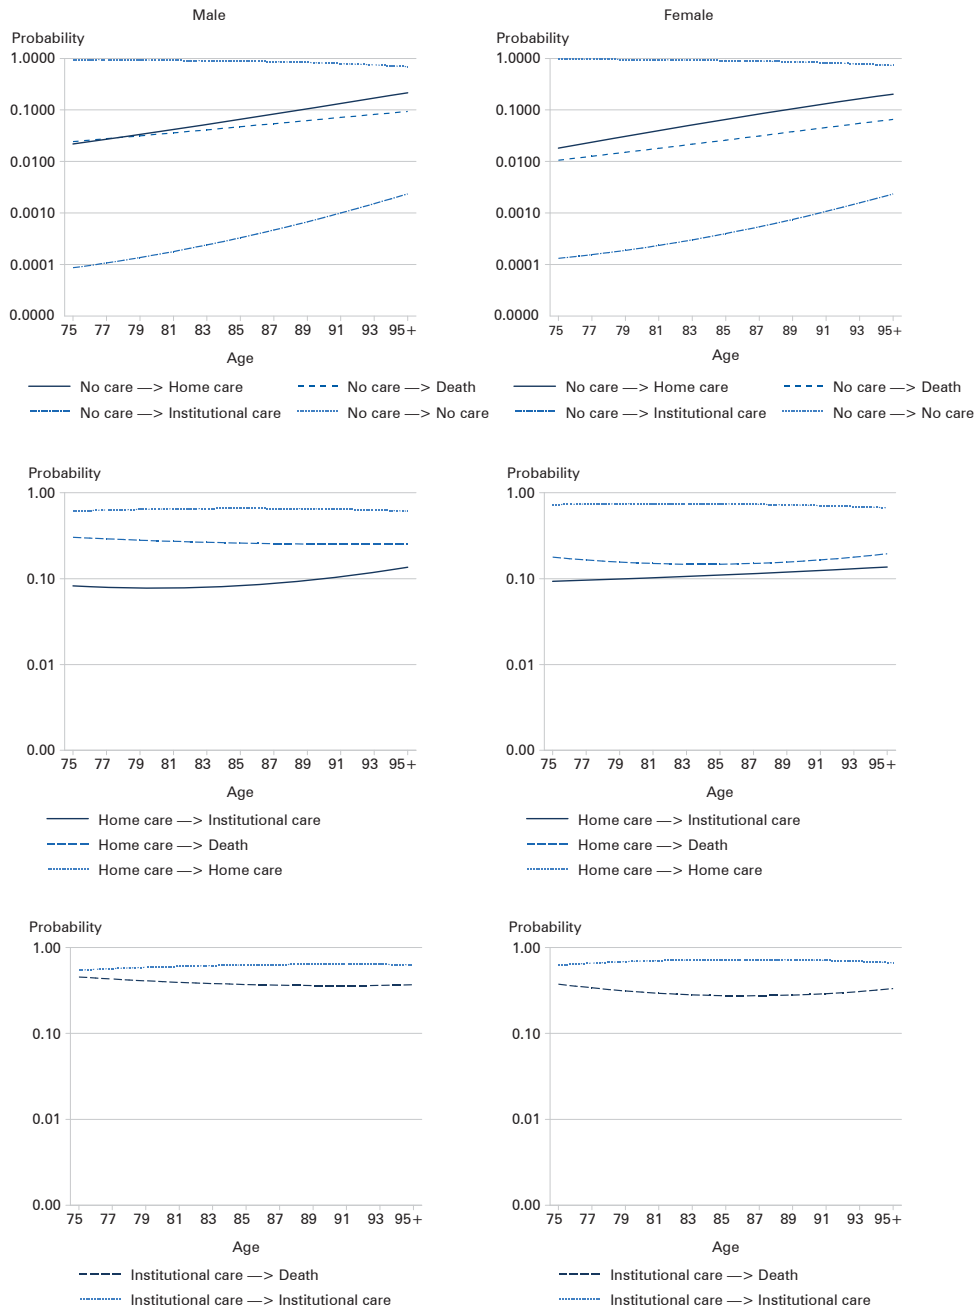 Male
Female
Probability
Probability
1.0000
1.0000
0.1000
0.1000
0.0100
0.0100
0.0010
0.0010
0.0001
0.0001
0.0000
0.0000
75 77 79 81 83 85 87 89 91 93 95+
75 77 79 81 83 85 87 89 91 93 95+
Age
Age
No care —> Home care
No care —> Death
No care —> Home care
No care —> Death
No care —> Institutional care
No care —> No care
No care —> Institutional care
No care —> No care
Probability
Probability
1.00
1.00
0.10
0.10
0.01
0.01
0.00
0.00
75 77 79 81 83 85 87 89 91 93 95+
75 77 79 81 83 85 87 89 91 93 95+
Age
Age
Home care —> Institutional care
Home care —> Institutional care
Home care —> Death
Home care —> Death
Home care —> Home care
Home care —> Home care
Probability
Probability
1.00
1.00
0.10
0.10
0.01
0.01
0.00
0.00
75 77 79 81 83 85 87 89 91 93 95+
75 77 79 81 83 85 87 89 91 93 95+
Age
Age
Institutional care —> Death
Institutional care —> Death
Institutional care —> Institutional care
Institutional care —> Institutional care